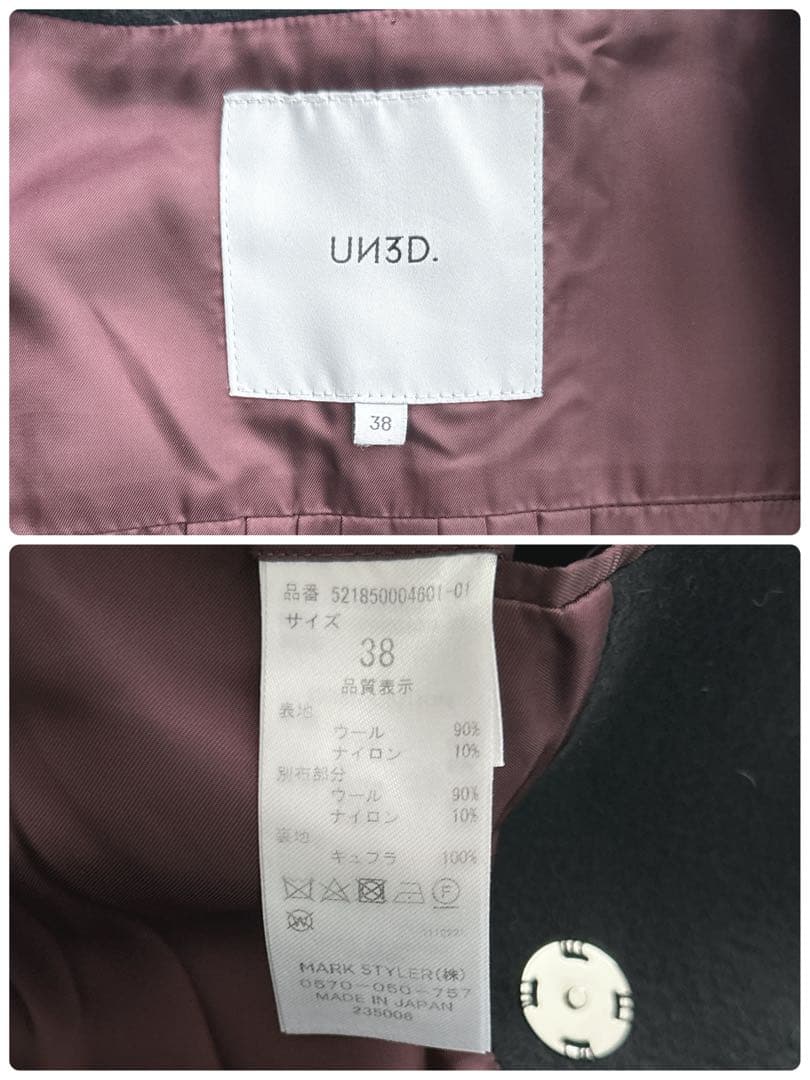 UN3D.
38
品番 521850004601-01
サイズ
38
品質表示
表地
ウール 90%
ナイロン 10%
別布部分
ウール 90%
ナイロン 10%
裏地
キュプラ 100%
F
W
1110221
MARK STYLER(株)
0570-050-757
MADE IN JAPAN
235006